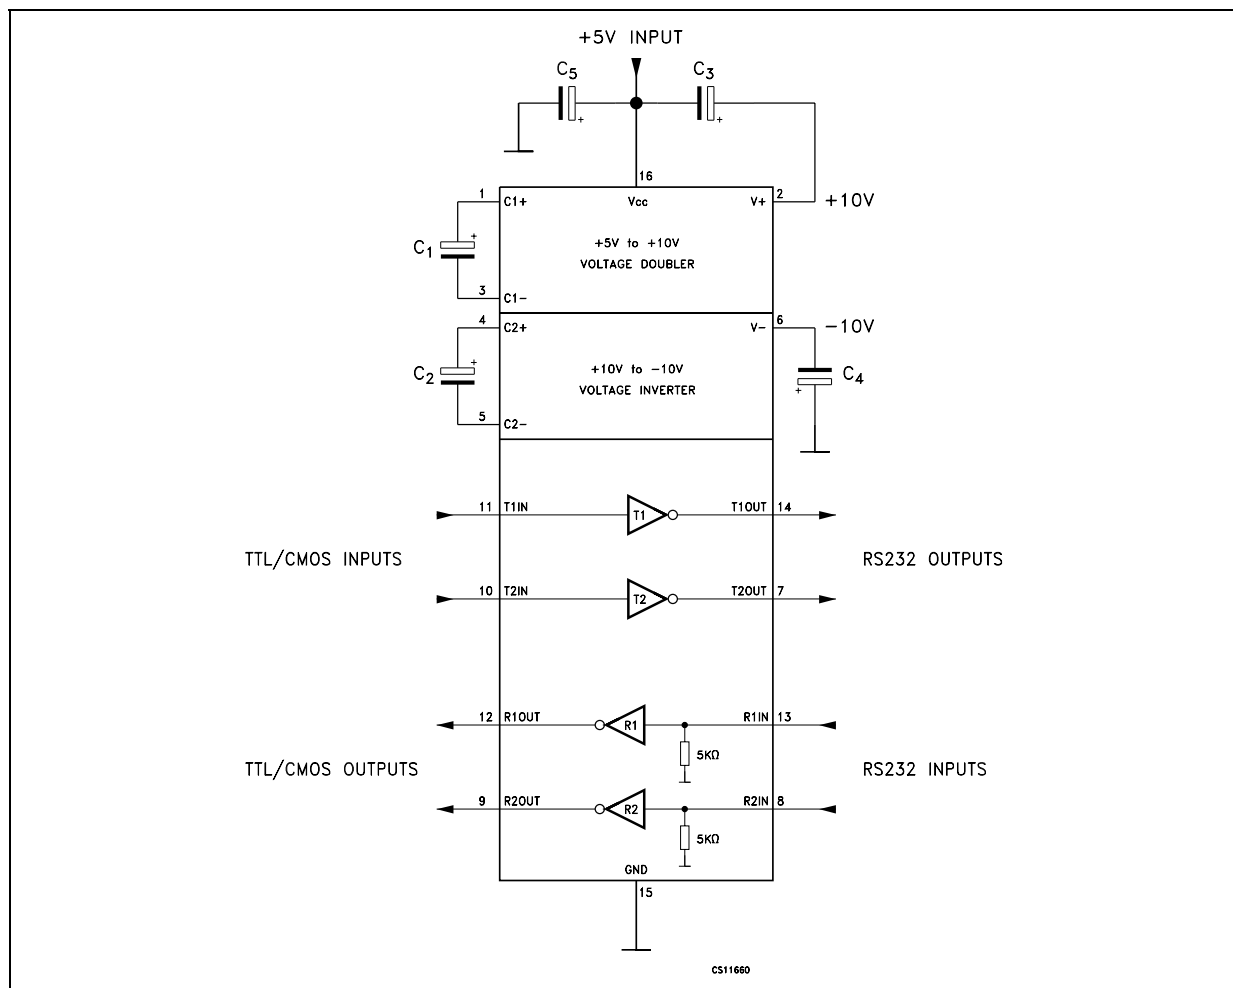 +5V INPUT
C5
C3
+
+
16
1
C1+
Vcc
V+
2
+10V
+
C1
+5V to +10V
VOLTAGE DOUBLER
3
C1-
4
C2+
V-
6
-10V
+
C2
+10V to -10V
VOLTAGE INVERTER
+
C4
5
C2-
11
T1IN
T1
T1OUT
14
TTL/CMOS INPUTS
RS232 OUTPUTS
10
T2IN
T2
T2OUT
7
12
R1OUT
R1
R1IN
13
5KΩ
TTL/CMOS OUTPUTS
RS232 INPUTS
9
R2OUT
R2
R2IN
8
5KΩ
GND
15
CS11660